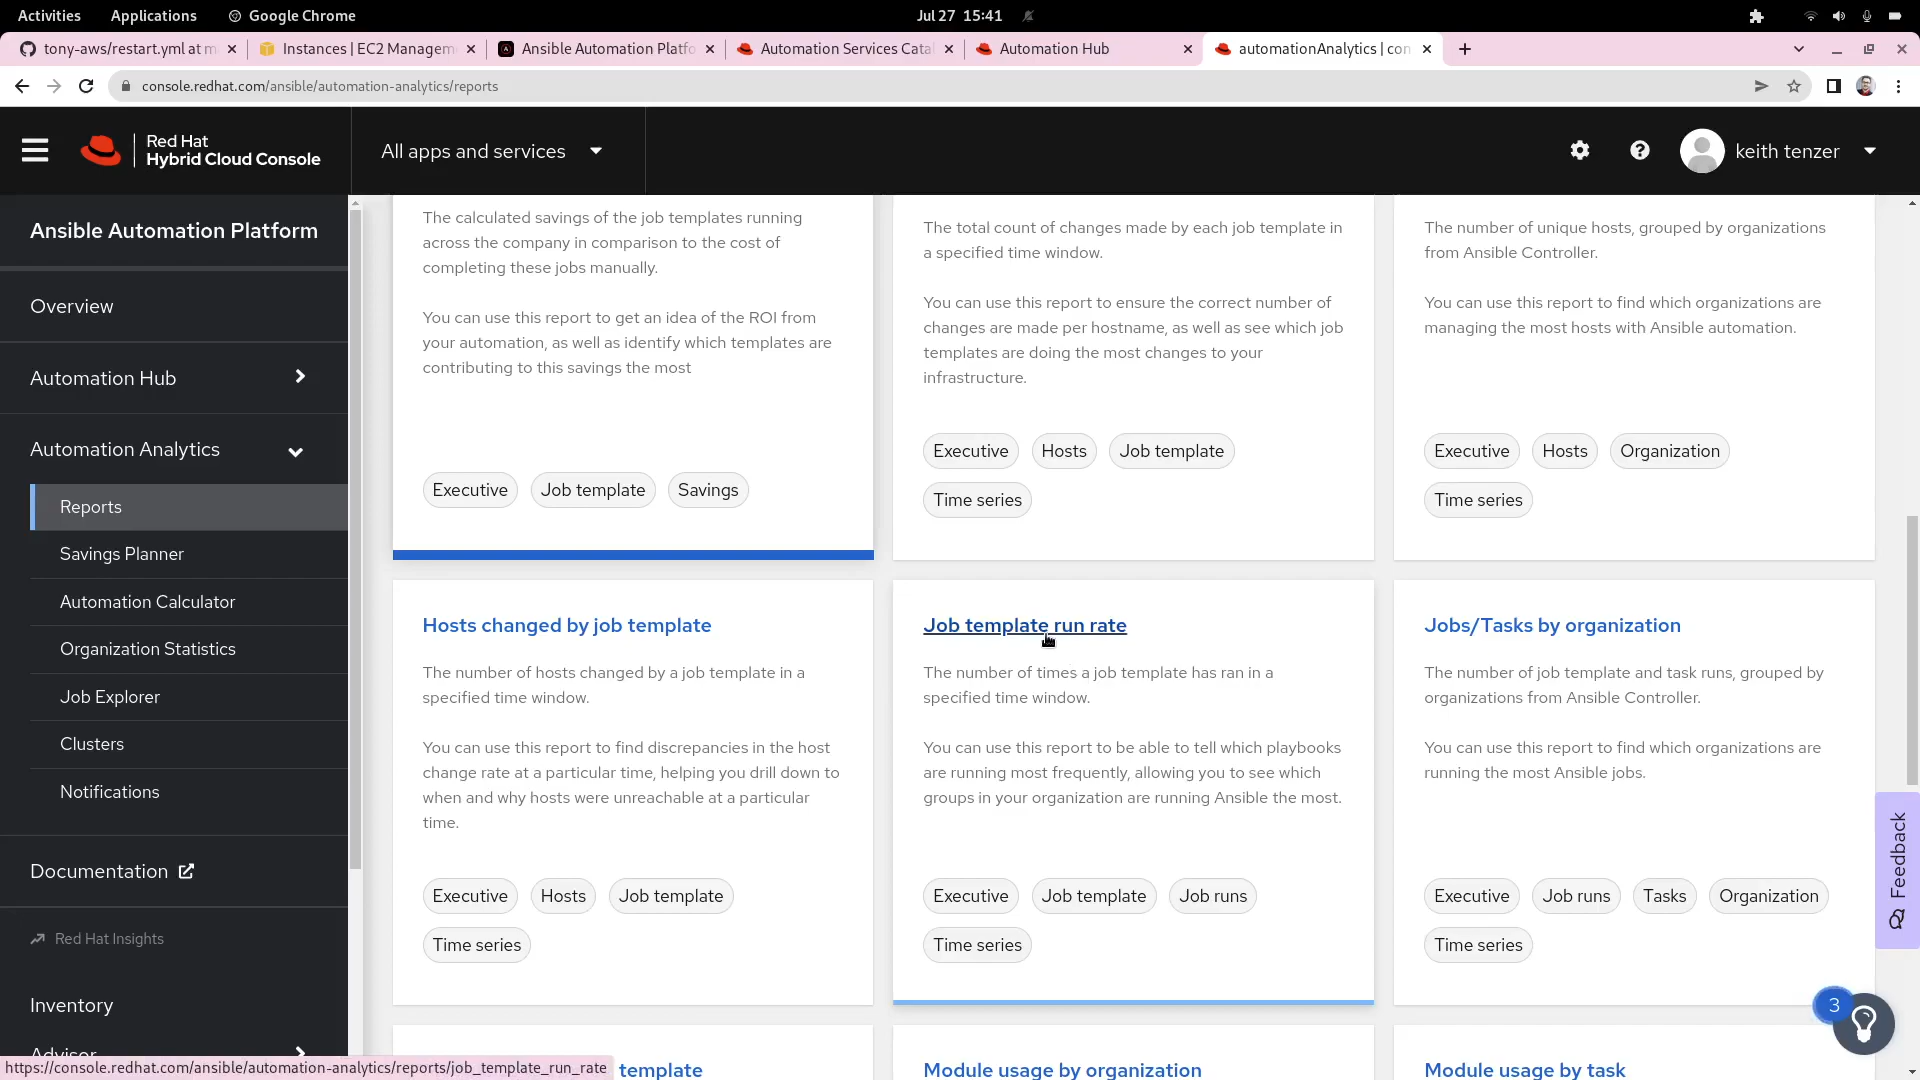 Activities
Applications
Google Chrome
Jul 27 15:41
tony-aws/restart.yml at m
Instances | EC2 Managem
Ansible Automation Platfo
Automation Services Catal
Automation Hub
automationAnalytics | con
console.redhat.com/ansible/automation-analytics/reports
Red Hat
Hybrid Cloud Console
All apps and services
keith tenzer
Ansible Automation Platform
Overview
Automation Hub
Automation Analytics
Reports
Savings Planner
Automation Calculator
Organization Statistics
Job Explorer
Clusters
Notifications
Documentation
Red Hat Insights
Inventory
Advisor
The calculated savings of the job templates running
across the company in comparison to the cost of
completing these jobs manually.
You can use this report to get an idea of the ROI from
your automation, as well as identify which templates are
contributing to this savings the most
Executive
Job template
Savings
The total count of changes made by each job template in
a specified time window.
You can use this report to ensure the correct number of
changes are made per hostname, as well as see which job
templates are doing the most changes to your
infrastructure.
Executive
Hosts
Job template
Time series
The number of unique hosts, grouped by organizations
from Ansible Controller.
You can use this report to find which organizations are
managing the most hosts with Ansible automation.
Executive
Hosts
Organization
Time series
Hosts changed by job template
The number of hosts changed by a job template in a
specified time window.
You can use this report to find discrepancies in the host
change rate at a particular time, helping you drill down to
when and why hosts were unreachable at a particular
time.
Executive
Hosts
Job template
Time series
Job template run rate
The number of times a job template has ran in a
specified time window.
You can use this report to be able to tell which playbooks
are running most frequently, allowing you to see which
groups in your organization are running Ansible the most.
Executive
Job template
Job runs
Time series
Jobs/Tasks by organization
The number of job template and task runs, grouped by
organizations from Ansible Controller.
You can use this report to find which organizations are
running the most Ansible jobs.
Executive
Job runs
Tasks
Organization
Time series
Feedback
3
template
Module usage by organization
Module usage by task
https://console.redhat.com/ansible/automation-analytics/reports/job_template_run_rate